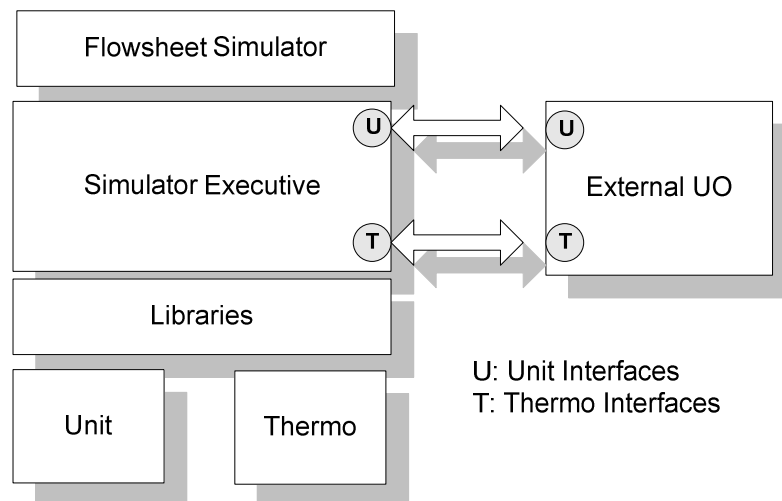 Flowsheet Simulator
U
U
Simulator Executive
External UO
T
T
Libraries
U: Unit Interfaces
T: Thermo Interfaces
Unit
Thermo